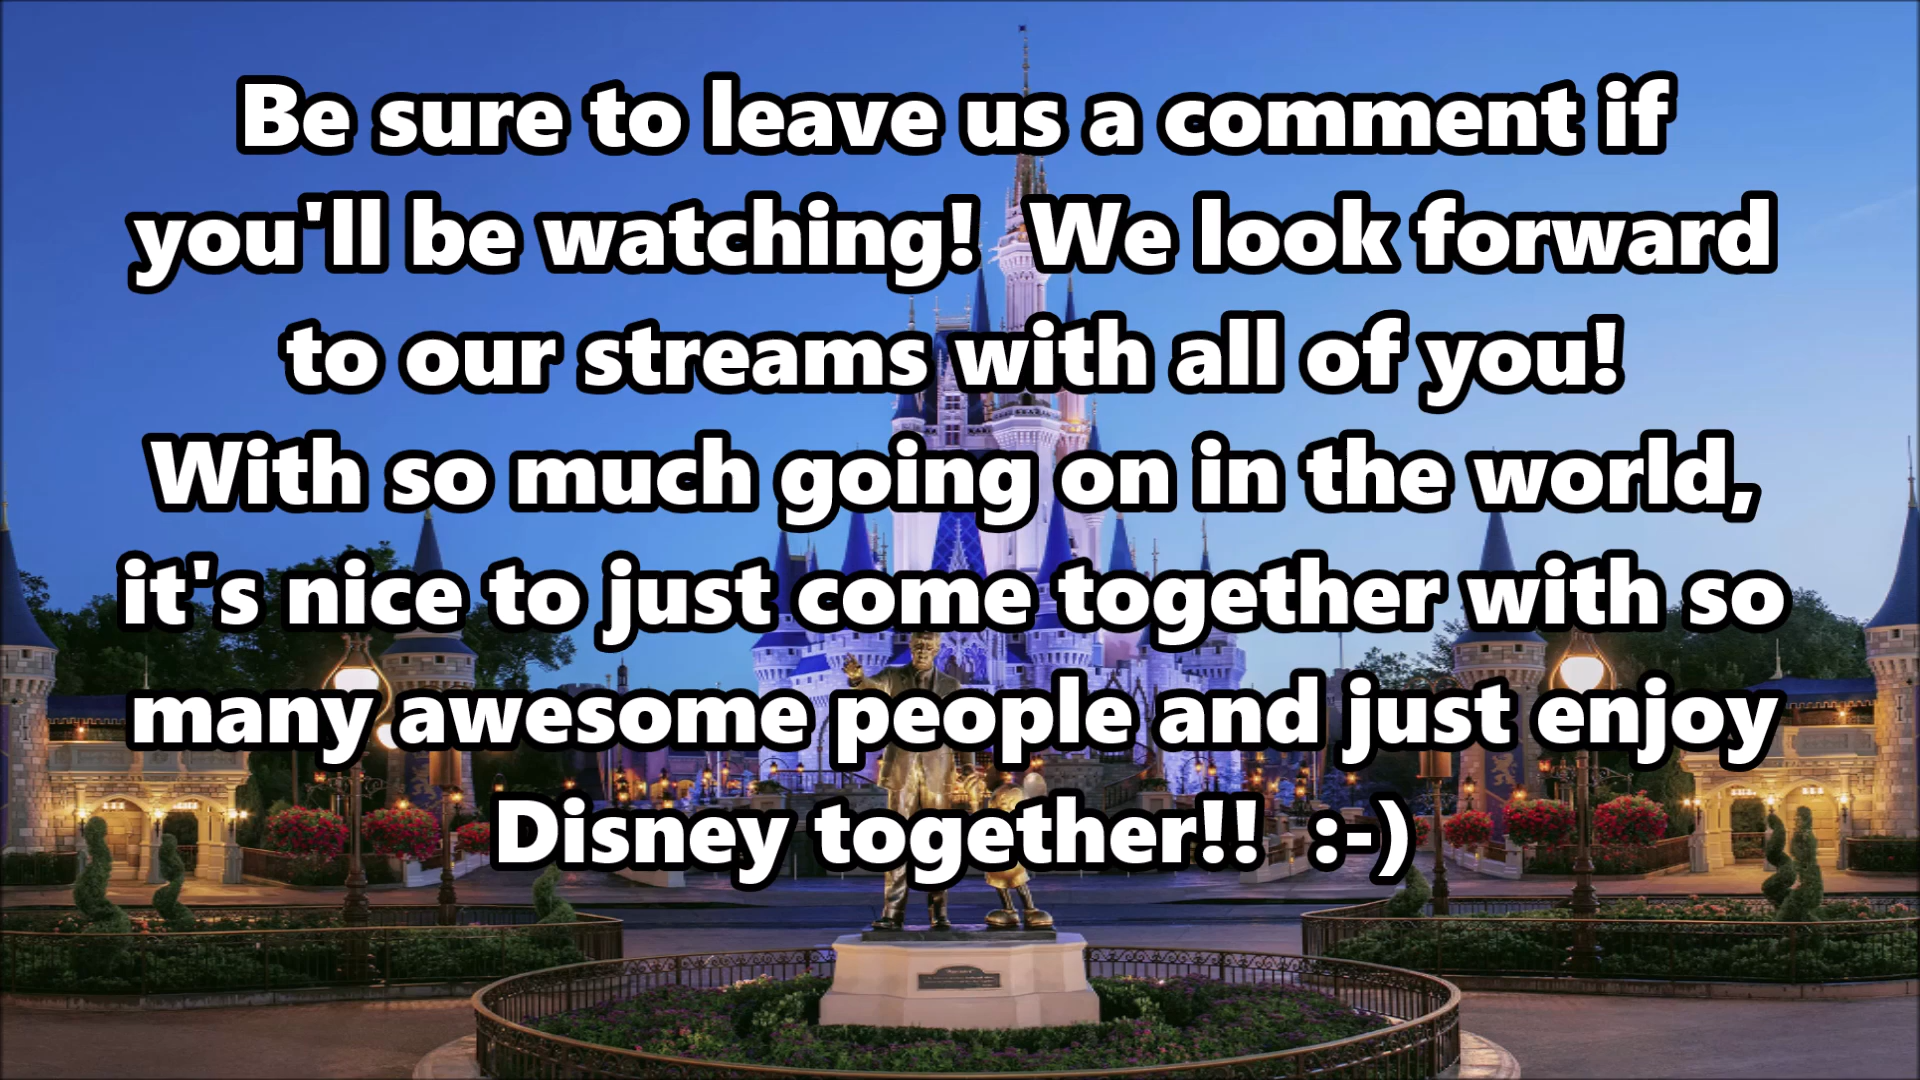 Be sure to leave us a comment if
you'll be watching!  We look forward
to our streams with all of you!
With so much going on in the world,
it's nice to just come together with so
many awesome people and just enjoy
Disney together!!  :-)